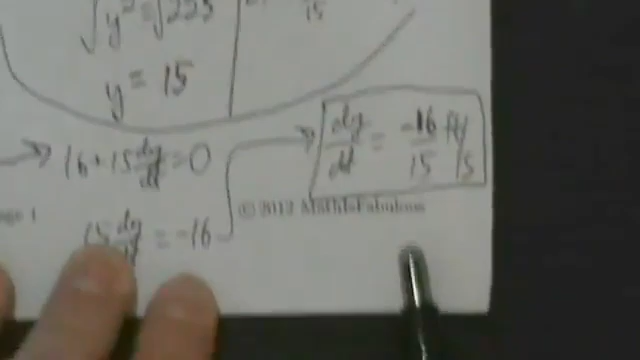 √y² = √225
15
y = 15
16 + 15 dy/dt = 0
dy/dt = -16/15 ft/s
© 2012 MathIsFabulous
15 dy/dt = -16